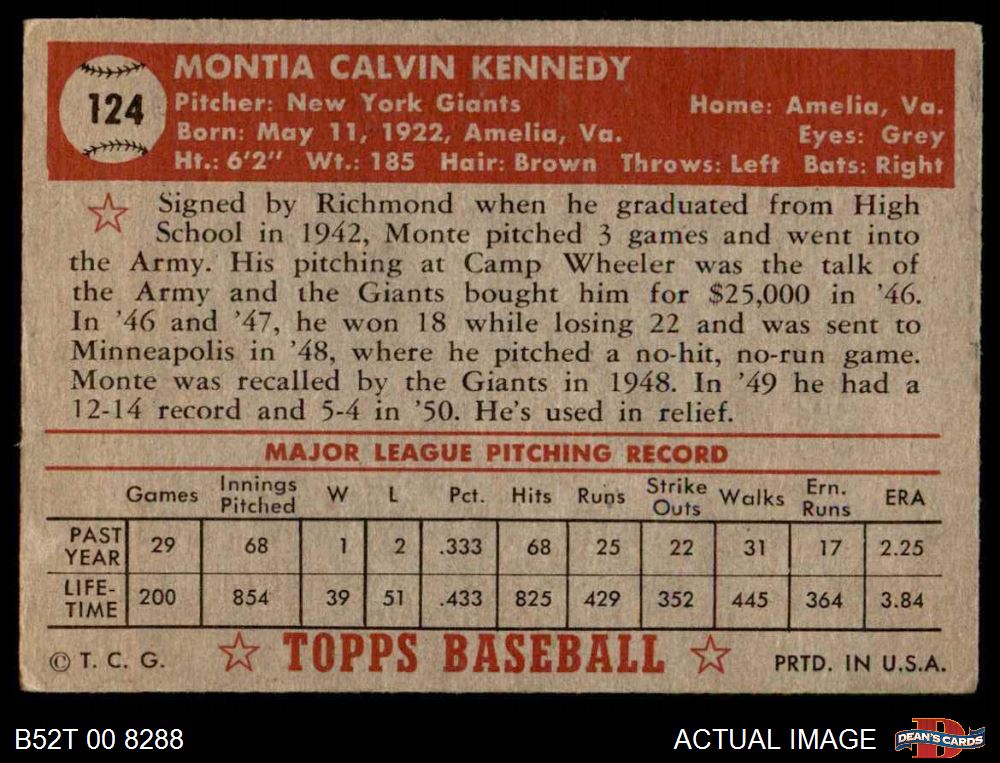 MONTIA CALVIN KENNEDY
124
Pitcher: New York Giants Home: Amelia, Va.
Born: May 11, 1922, Amelia, Va. Eyes: Grey
Ht.: 6'2" Wt.: 185 Hair: Brown Throws: Left Bats: Right
Signed by Richmond when he graduated from High
School in 1942, Monte pitched 3 games and went into
the Army. His pitching at Camp Wheeler was the talk of
the Army and the Giants bought him for $25,000 in '46.
In '46 and '47, he won 18 while losing 22 and was sent to
Minneapolis in '48, where he pitched a no-hit, no-run game.
Monte was recalled by the Giants in 1948. In '49 he had a
12-14 record and 5-4 in '50. He's used in relief.
MAJOR LEAGUE PITCHING RECORD
Games Innings Pitched W L Pct. Hits Runs Strike Outs Walks Ern. Runs ERA
PAST YEAR 29 68 1 2 .333 68 25 22 31 17 2.25
LIFE-TIME 200 854 39 51 .433 825 429 352 445 364 3.84
© T. C. G. TOPPS BASEBALL PRTD. IN U.S.A.
B52T 00 8288 ACTUAL IMAGE DEAN'S CARDS